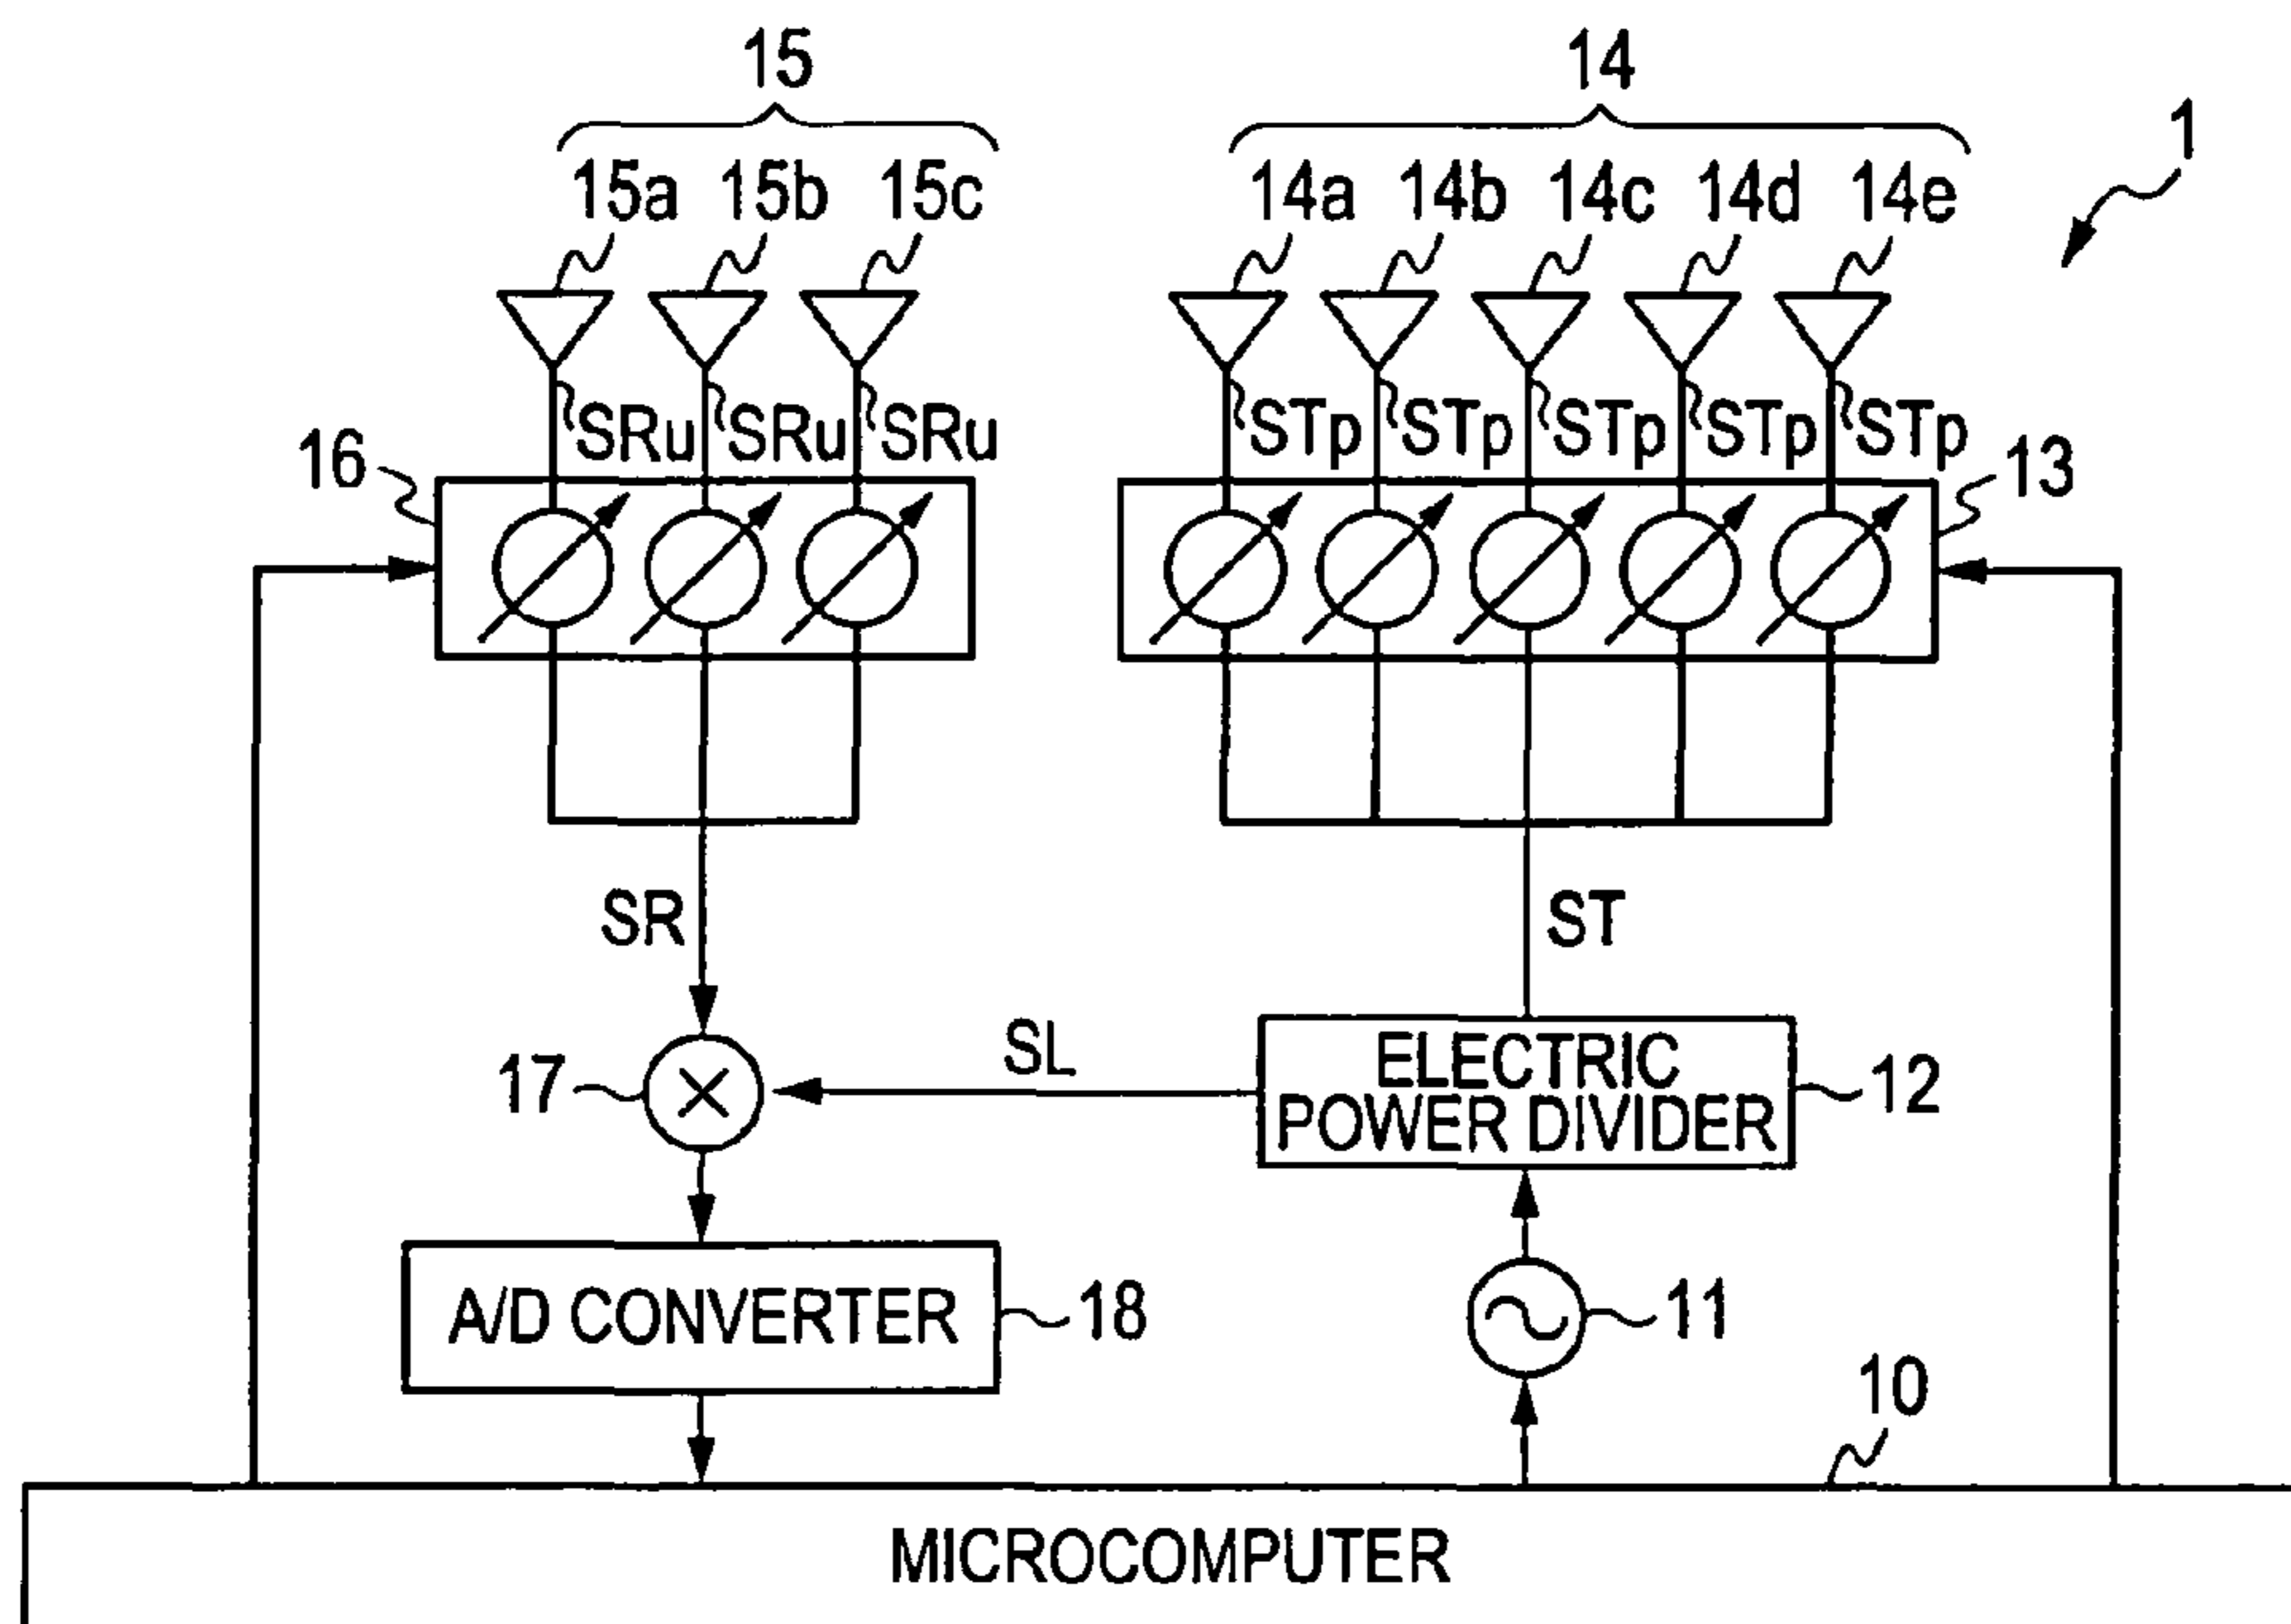 15 14
1
15a 15b 15c 14a 14b 14c 14d 14e
SRu SRu SRu STp STp STp STp STp
16 13
SR ST
SL
17 ELECTRIC
POWER DIVIDER 12
A/D CONVERTER 18 11
10
MICROCOMPUTER